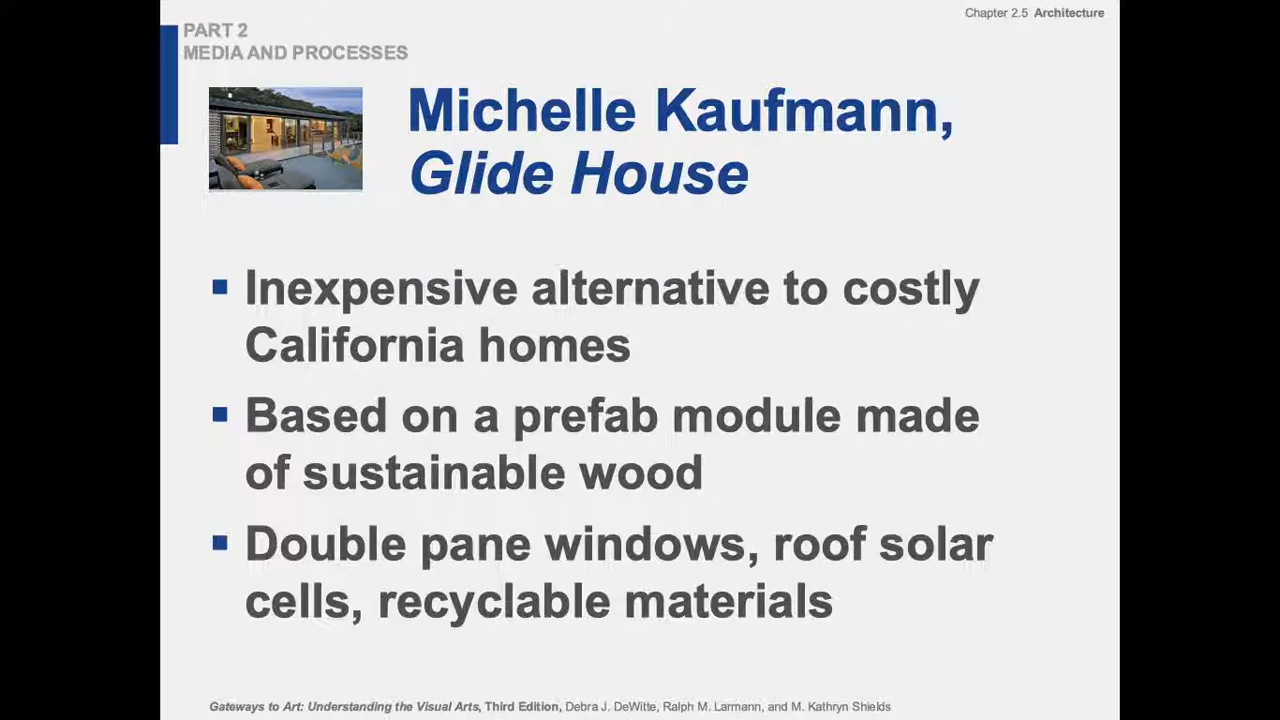 Chapter 2.5 Architecture
PART 2
MEDIA AND PROCESSES
Michelle Kaufmann,
Glide House
▪ Inexpensive alternative to costly
California homes
▪ Based on a prefab module made
of sustainable wood
▪ Double pane windows, roof solar
cells, recyclable materials
Gateways to Art: Understanding the Visual Arts, Third Edition, Debra J. DeWitte, Ralph M. Larmann, and M. Kathryn Shields